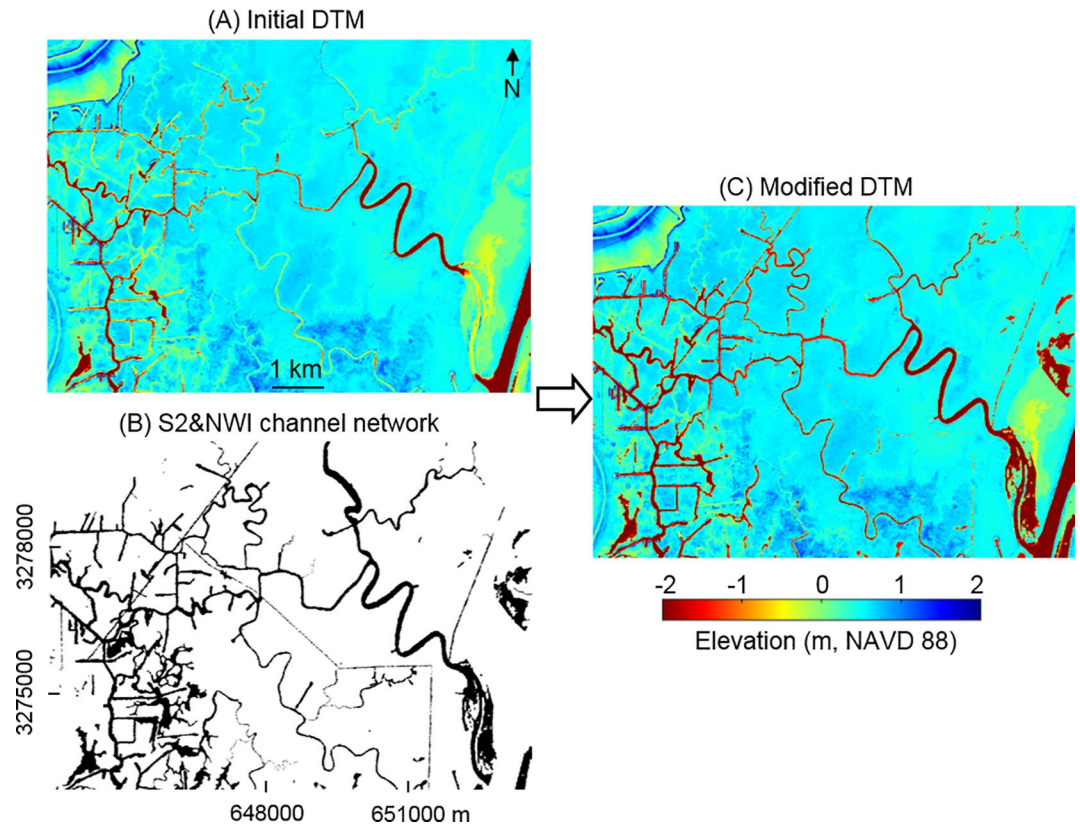 (A) Initial DTM
N
1 km
(B) S2&NWI channel network
3278000
3275000
648000
651000 m
(C) Modified DTM
-2 -1 0 1 2
Elevation (m, NAVD 88)